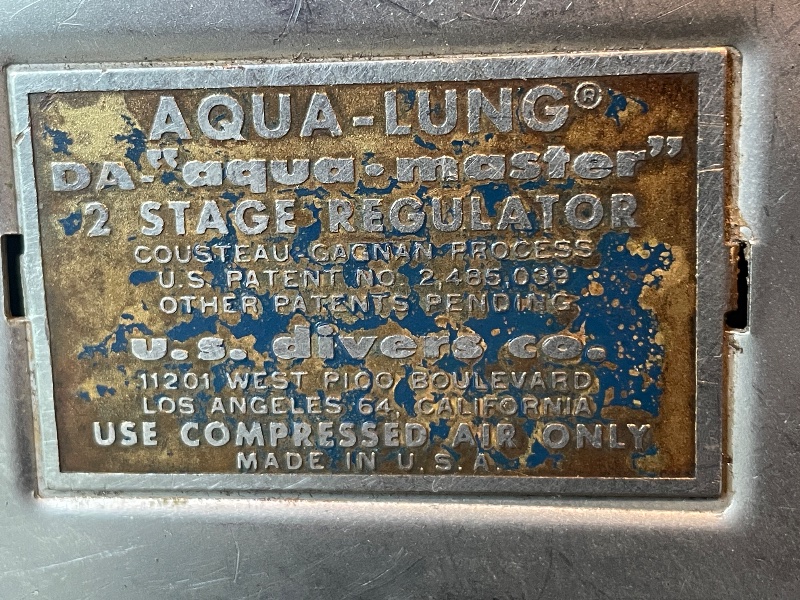 AQUA-LUNG®
DA-"aqua·master"
2 STAGE REGULATOR
COUSTEAU-GAGNAN PROCESS
U.S. PATENT NO. 2,485,039
OTHER PATENTS PENDING
u.s. divers co.
11201 WEST PICO BOULEVARD
LOS ANGELES 64, CALIFORNIA
USE COMPRESSED AIR ONLY
MADE IN U.S.A.